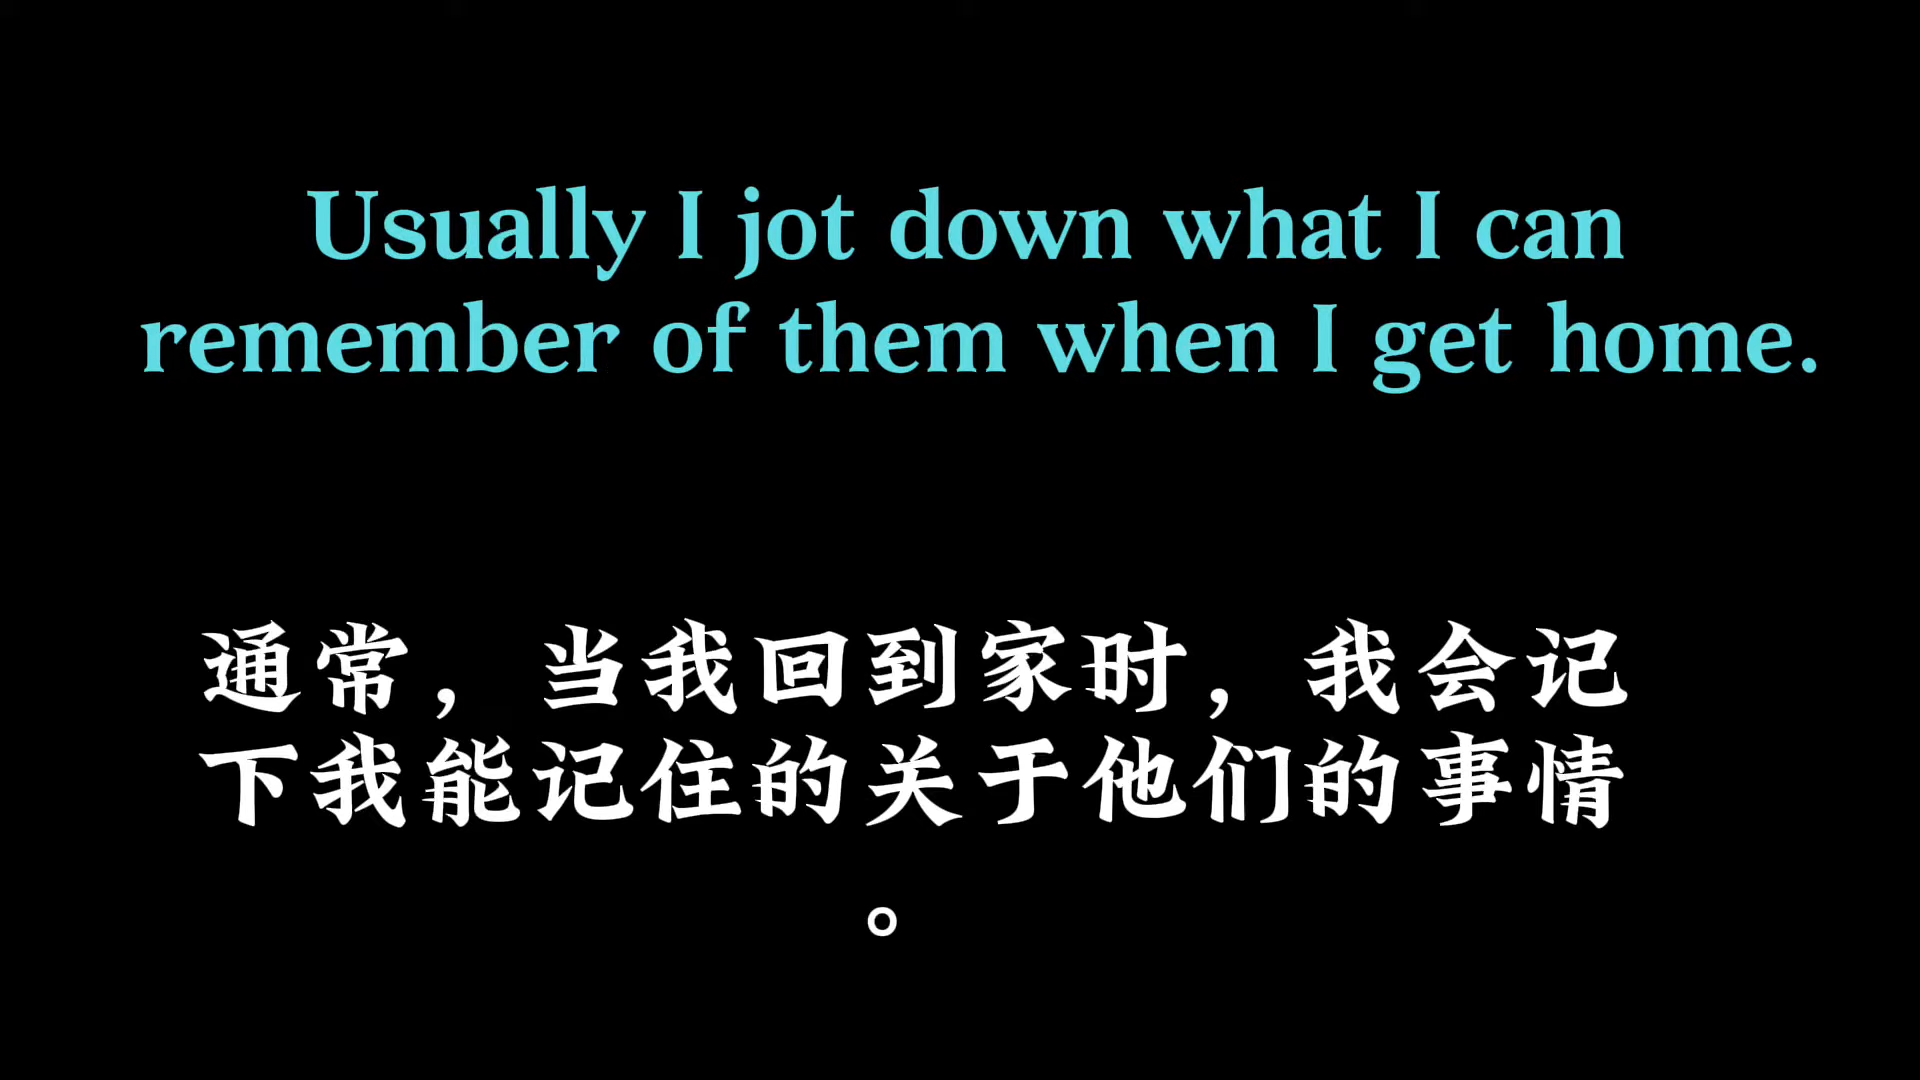 Usually I jot down what I can
remember of them when I get home.
通常，当我回到家时，我会记
下我能记住的关于他们的事情
。